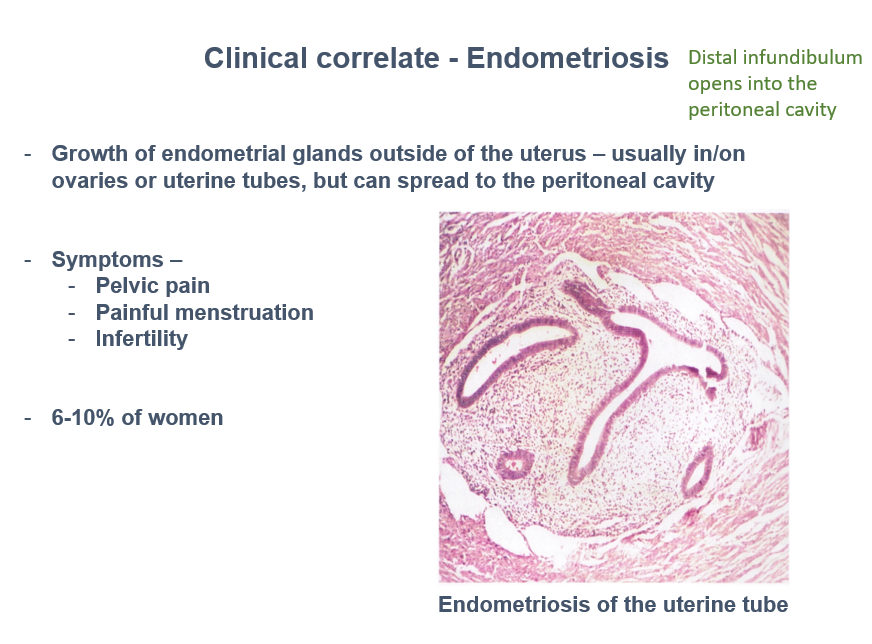 Clinical correlate - Endometriosis
Distal infundibulum
opens into the
peritoneal cavity
- Growth of endometrial glands outside of the uterus – usually in/on
ovaries or uterine tubes, but can spread to the peritoneal cavity
- Symptoms –
- Pelvic pain
- Painful menstruation
- Infertility
- 6-10% of women
Endometriosis of the uterine tube